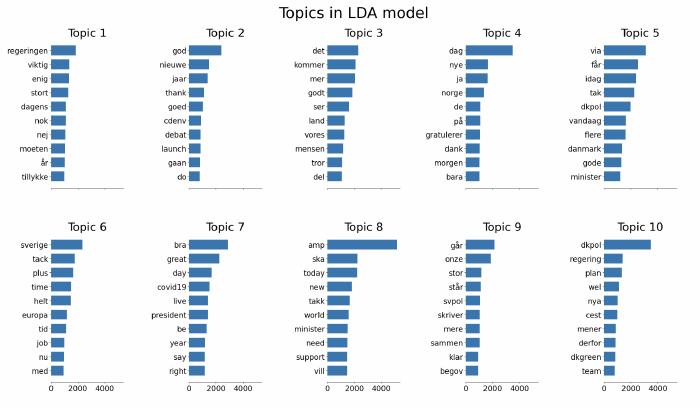 Topics in LDA model
Topic 1
regeringen
viktig
enig
stort
dagens
nok
nej
moeten
år
tillykke
Topic 2
god
nieuwe
jaar
thank
goed
cdenv
debat
launch
gaan
do
Topic 3
det
kommer
mer
godt
ser
land
vores
mensen
tror
del
Topic 4
dag
nye
ja
norge
de
på
gratulerer
dank
morgen
bara
Topic 5
via
får
idag
tak
dkpol
vandaag
flere
danmark
gode
minister
Topic 6
sverige
tack
plus
time
helt
europa
tid
job
nu
med
0 2000 4000
Topic 7
bra
great
day
covid19
live
president
be
year
say
right
0 2000 4000
Topic 8
amp
ska
today
new
takk
world
minister
need
support
vill
0 2000 4000
Topic 9
går
onze
stor
står
svpol
skriver
mere
sammen
klar
begov
0 2000 4000
Topic 10
dkpol
regering
plan
wel
nya
cest
mener
derfor
dkgreen
team
0 2000 4000